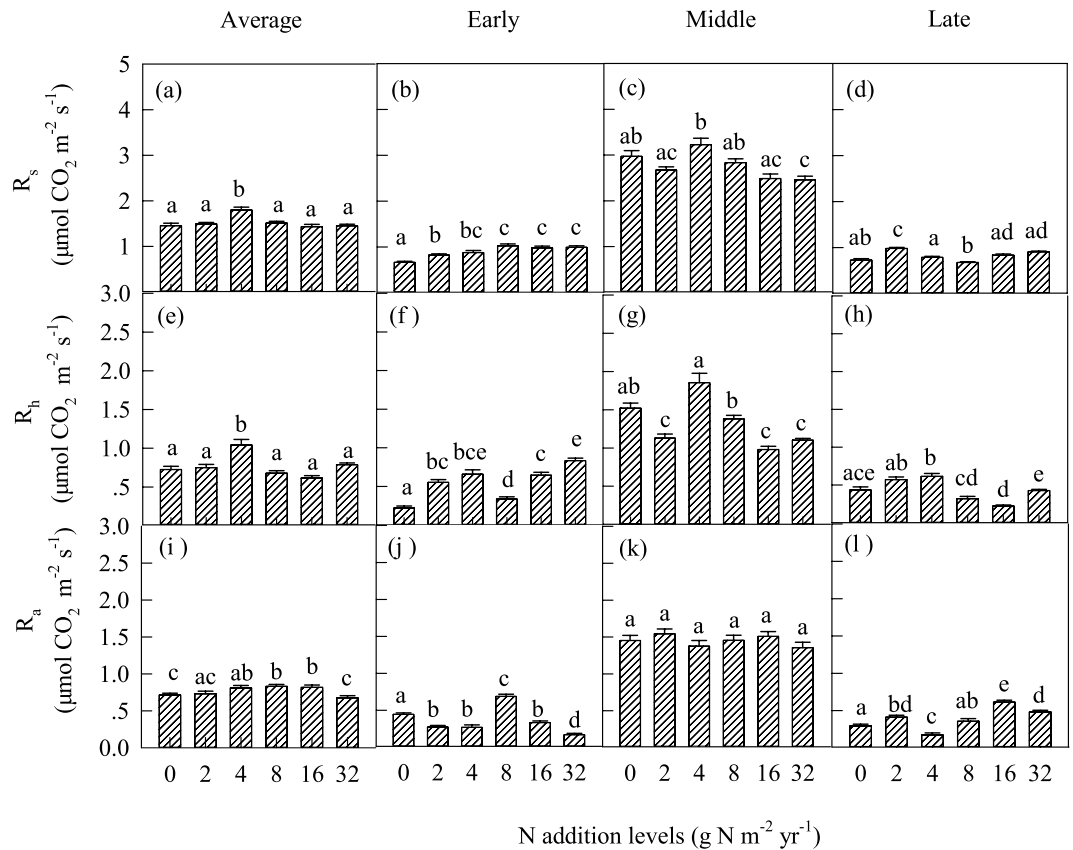 Average Early Middle Late
R_s
(μmol CO₂ m⁻² s⁻¹)
5
4
3
2
1
(a)
a a b a a a
(b)
a b bc c c c
(c)
ab ac b ab ac c
(d)
ab c a b ad ad
R_h
(μmol CO₂ m⁻² s⁻¹)
3.0
2.5
2.0
1.5
1.0
.5
(e)
a a b a a a
(f)
a bc bce d c e
(g)
ab c a b c c
(h)
ace ab b cd d e
R_a
(μmol CO₂ m⁻² s⁻¹)
3.0
2.5
2.0
1.5
1.0
.5
0.0
(i )
c ac ab b b c
(j )
a b b c b d
(k)
a a a a a a
(l )
a bd c ab e d
0 2 4 8 16 32 0 2 4 8 16 32 0 2 4 8 16 32 0 2 4 8 16 32
N addition levels (g N m⁻² yr⁻¹)